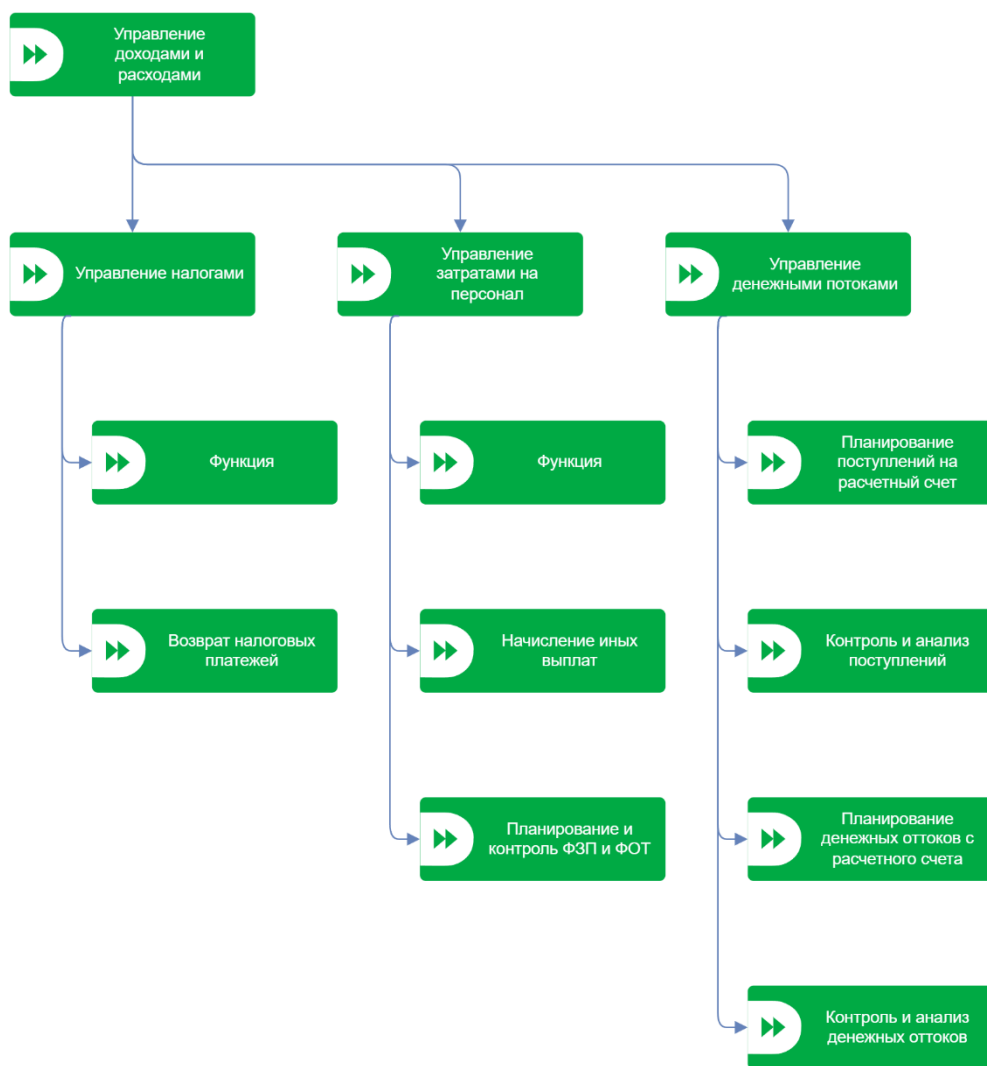 Управление
доходами и
расходами
Управление налогами
Управление
затратами на
персонал
Управление
денежными потоками
Функция
Функция
Планирование
поступлений на
расчетный счет
Возврат налоговых
платежей
Начисление иных
выплат
Контроль и анализ
поступлений
Планирование и
контроль ФЗП и ФОТ
Планирование
денежных оттоков с
расчетного счета
Контроль и анализ
денежных оттоков